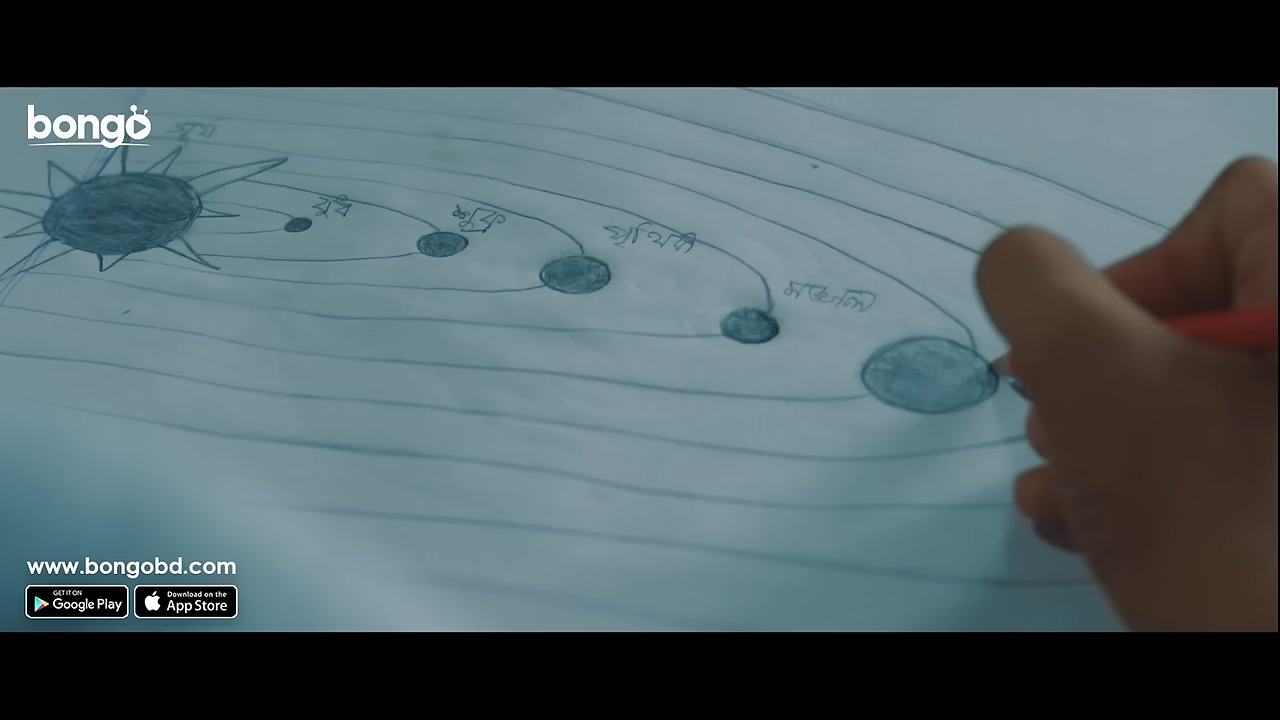 bongo
সূর্য
বুধ
শুক্র
পৃথিবী
মঙ্গল
www.bongobd.com
GET IT ON
Google Play
Download on the
App Store